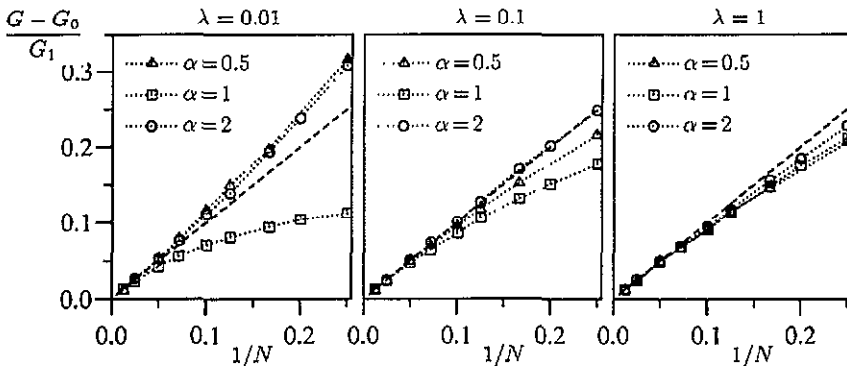 G − G₀
G₁
λ = 0.01
λ = 0.1
λ = 1
0.3
0.2
0.1
0.0
α = 0.5
α = 1
α = 2
α = 0.5
α = 1
α = 2
α = 0.5
α = 1
α = 2
0.0 0.1 0.2
0.0 0.1 0.2
0.0 0.1 0.2
1/N
1/N
1/N